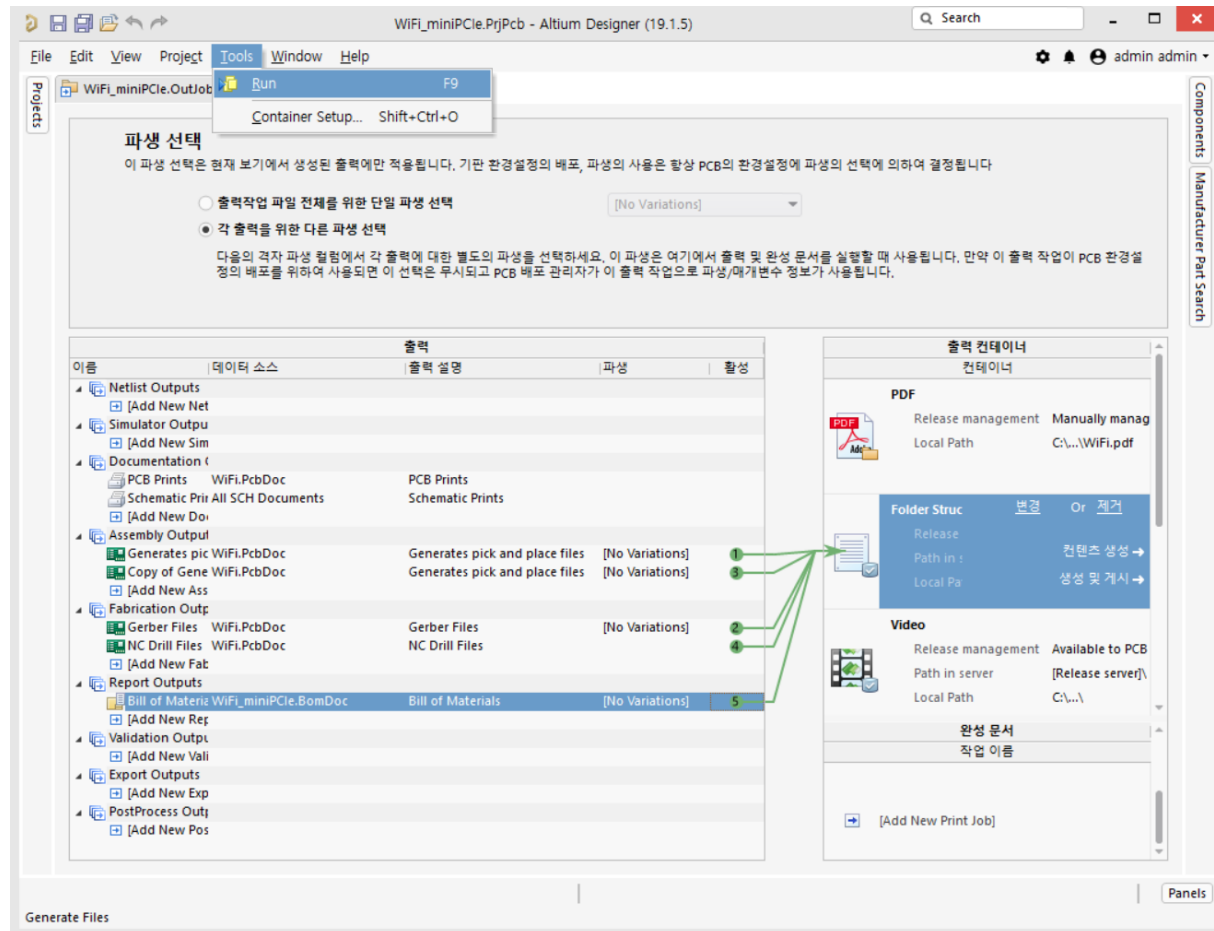 WiFi_miniPCIe.PrjPcb - Altium Designer (19.1.5)
Search
File Edit View Project Tools Window Help
admin admin
Projects
WiFi_miniPCIe.OutJob
Run F9
Container Setup... Shift+Ctrl+O
Components
Manufacturer Part Search
파생 선택
이 파생 선택은 현재 보기에서 생성된 출력에만 적용됩니다. 기판 환경설정의 배포, 파생의 사용은 항상 PCB의 환경설정에 파생의 선택에 의하여 결정됩니다
출력작업 파일 전체를 위한 단일 파생 선택
[No Variations]
각 출력을 위한 다른 파생 선택
다음의 격자 파생 컬럼에서 각 출력에 대한 별도의 파생을 선택하세요. 이 파생은 여기에서 출력 및 완성 문서를 실행할 때 사용됩니다. 만약 이 출력 작업이 PCB 환경설
정의 배포를 위하여 사용되면 이 선택은 무시되고 PCB 배포 관리자가 이 출력 작업으로 파생/매개변수 정보가 사용됩니다.
출력
이름 데이터 소스 출력 설명 파생 활성
Netlist Outputs
[Add New Net
Simulator Outpu
[Add New Sim
Documentation (
PCB Prints WiFi.PcbDoc PCB Prints
Schematic Prin All SCH Documents Schematic Prints
[Add New Do
Assembly Output
Generates pic WiFi.PcbDoc Generates pick and place files [No Variations] 1
Copy of Gene WiFi.PcbDoc Generates pick and place files [No Variations] 3
[Add New Ass
Fabrication Outp
Gerber Files WiFi.PcbDoc Gerber Files [No Variations] 2
NC Drill Files WiFi.PcbDoc NC Drill Files 4
[Add New Fab
Report Outputs
Bill of Materia WiFi_miniPCIe.BomDoc Bill of Materials [No Variations] 5
[Add New Rep
Validation Outpu
[Add New Vali
Export Outputs
[Add New Exp
PostProcess Outp
[Add New Pos
출력 컨테이너
컨테이너
PDF
PDF
Adobe
Release management Manually manag
Local Path C:\...\WiFi.pdf
Folder Struc 변경 Or 제거
Release
Path in s 컨텐츠 생성
Local Pa 생성 및 게시
Video
Release management Available to PCB
Path in server [Release server]\
Local Path C:\...\
완성 문서
작업 이름
[Add New Print Job]
Panels
Generate Files